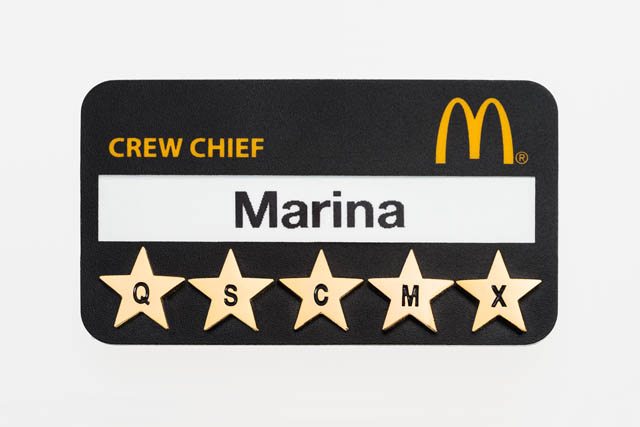 CREW CHIEF
M®
Marina
Q S C M X